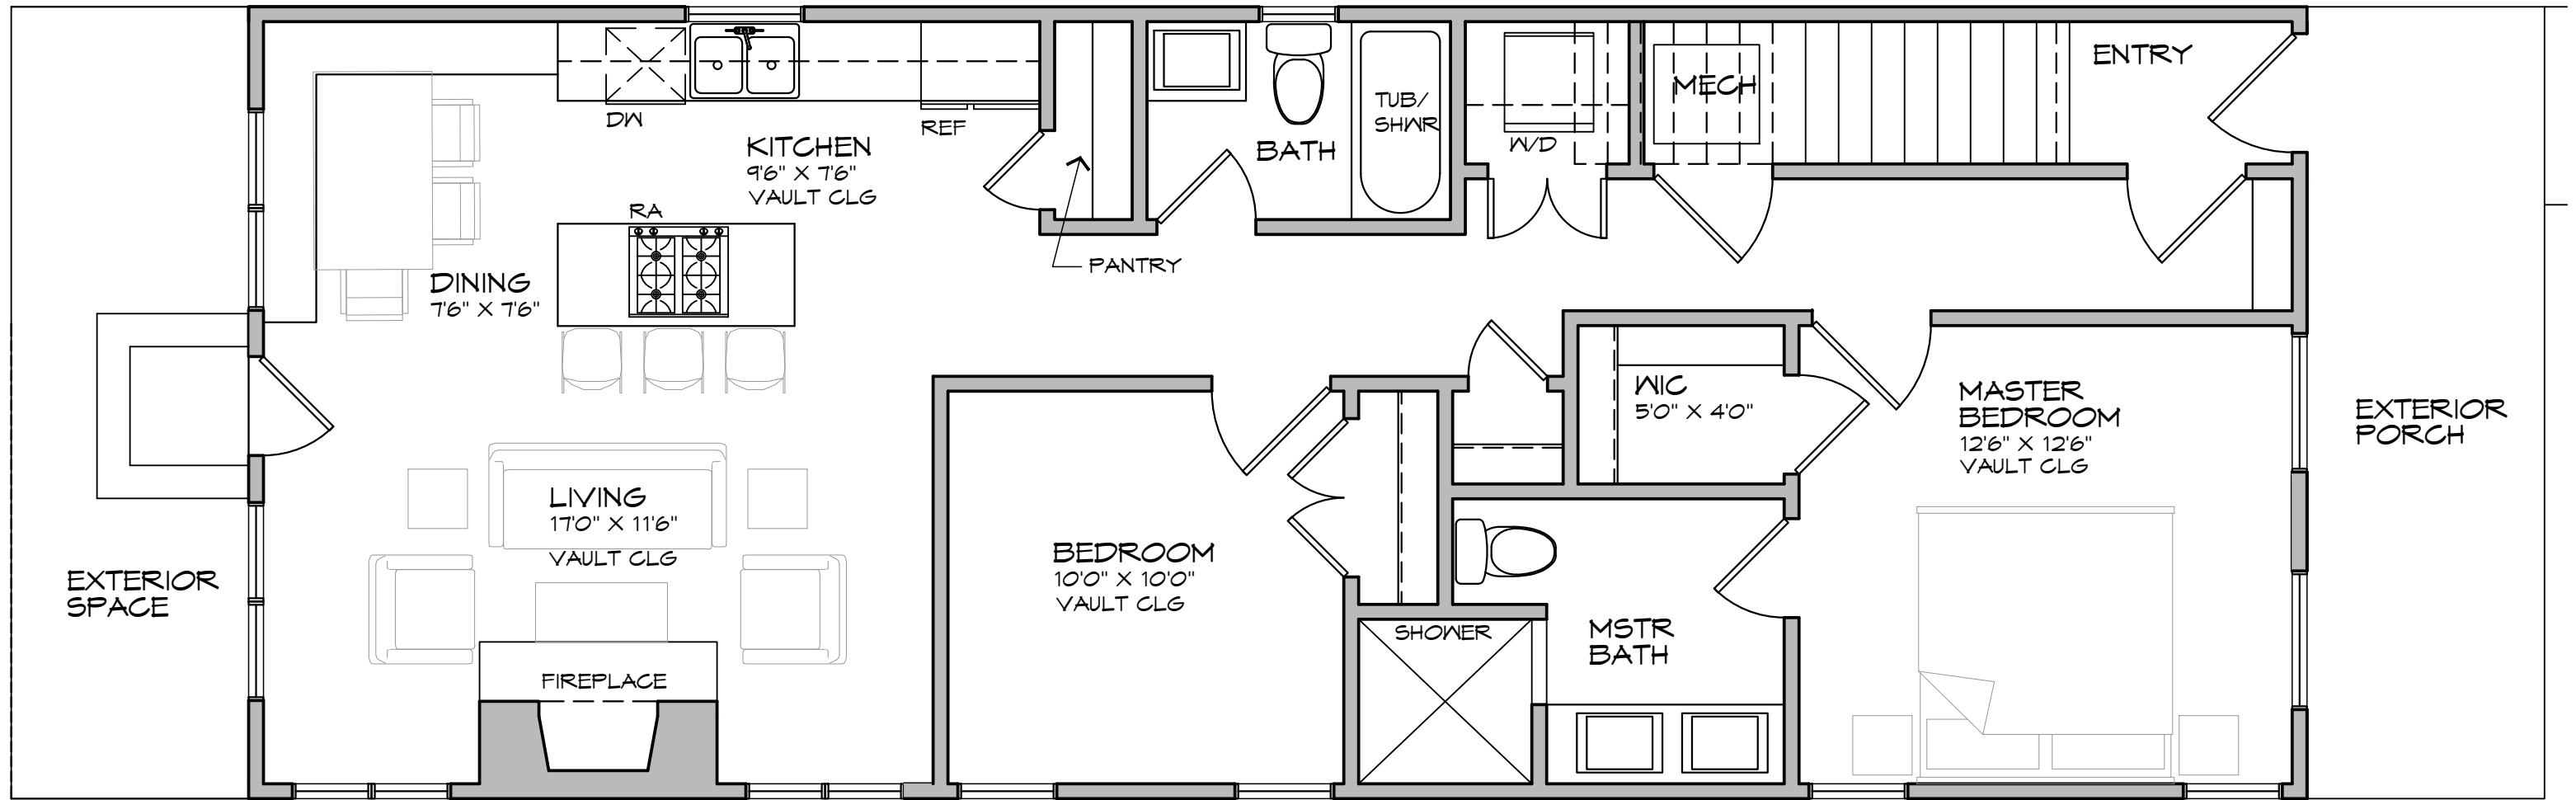 ENTRY
MECH
TUB/
SHWR
DW
REF
KITCHEN
9'6" X 7'6"
VAULT CLG
BATH
W/D
RA
PANTRY
DINING
7'6" X 7'6"
WIC
5'0" X 4'0"
MASTER
BEDROOM
12'6" X 12'6"
VAULT CLG
EXTERIOR
PORCH
LIVING
17'0" X 11'6"
VAULT CLG
BEDROOM
10'0" X 10'0"
VAULT CLG
EXTERIOR
SPACE
SHOWER
MSTR
BATH
FIREPLACE